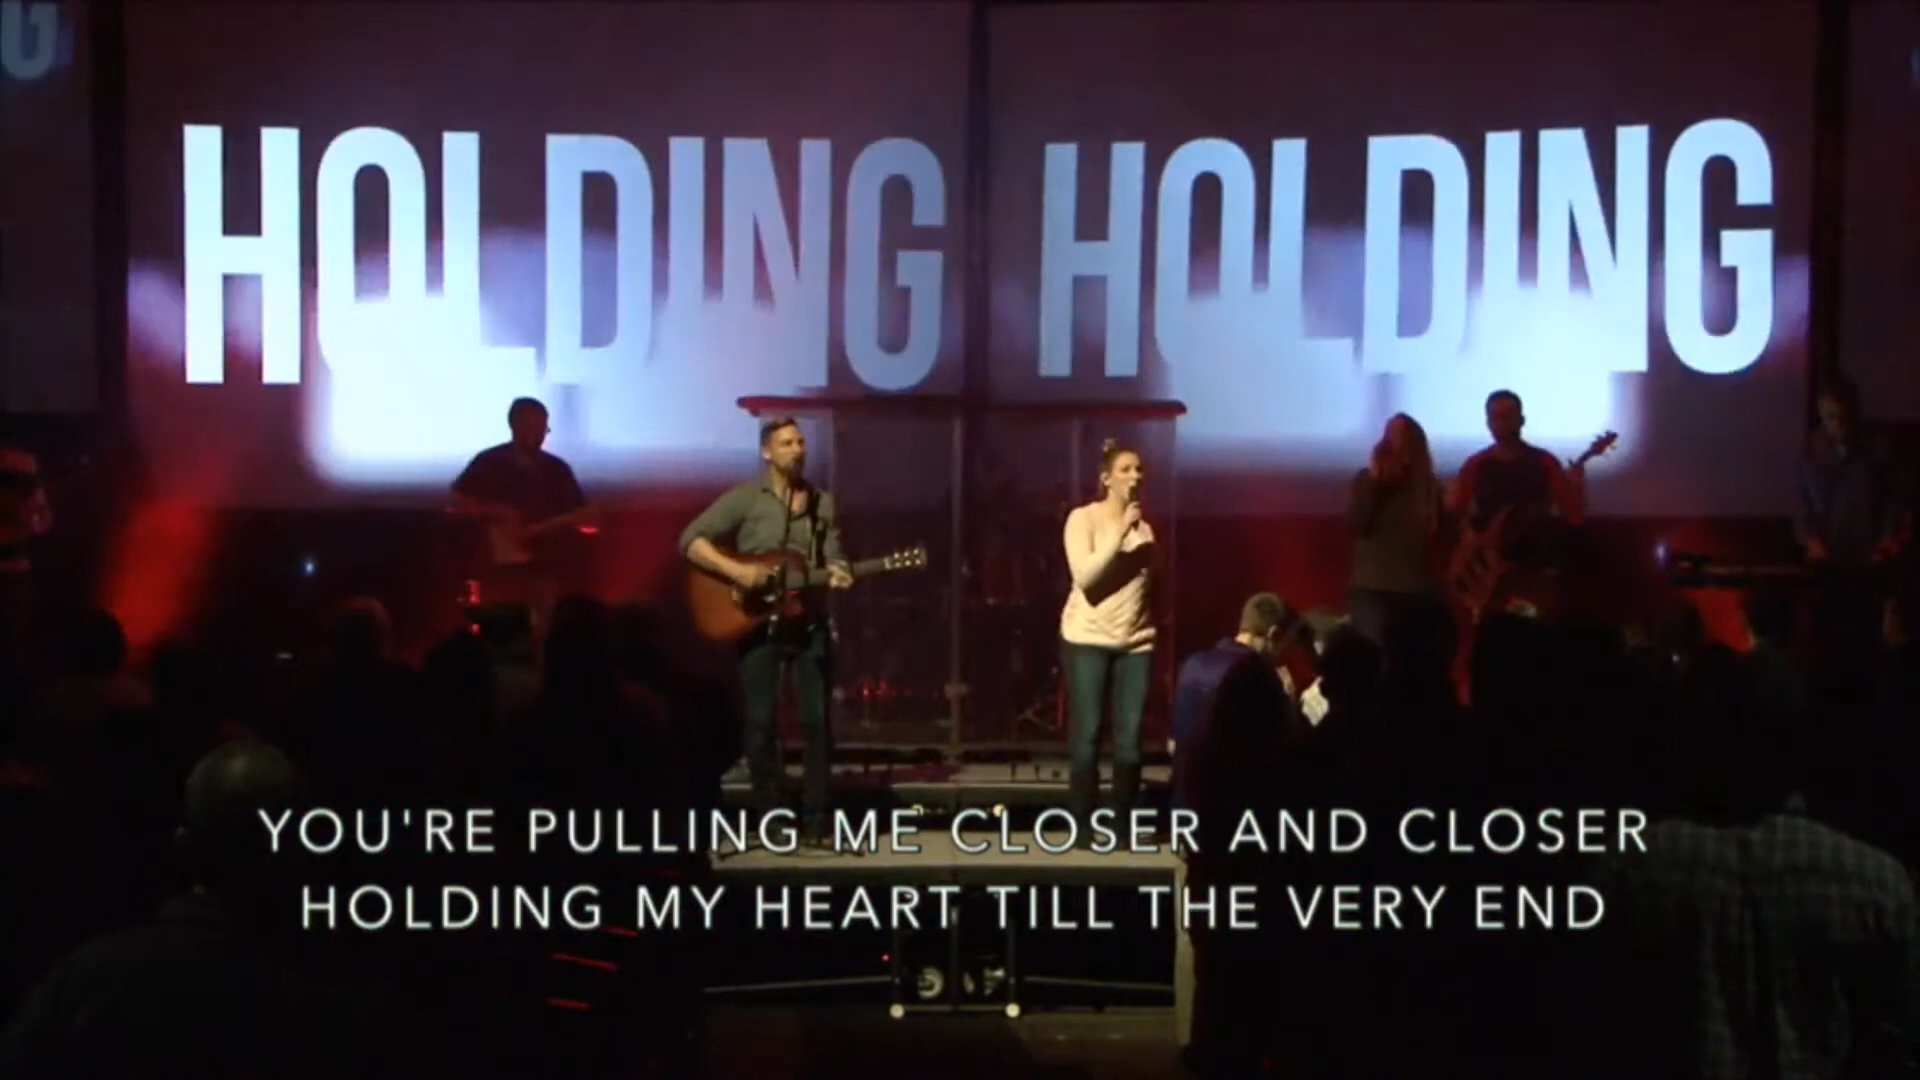 G
HOLDING HOLDING
YOU'RE PULLING ME CLOSER AND CLOSER
HOLDING MY HEART TILL THE VERY END